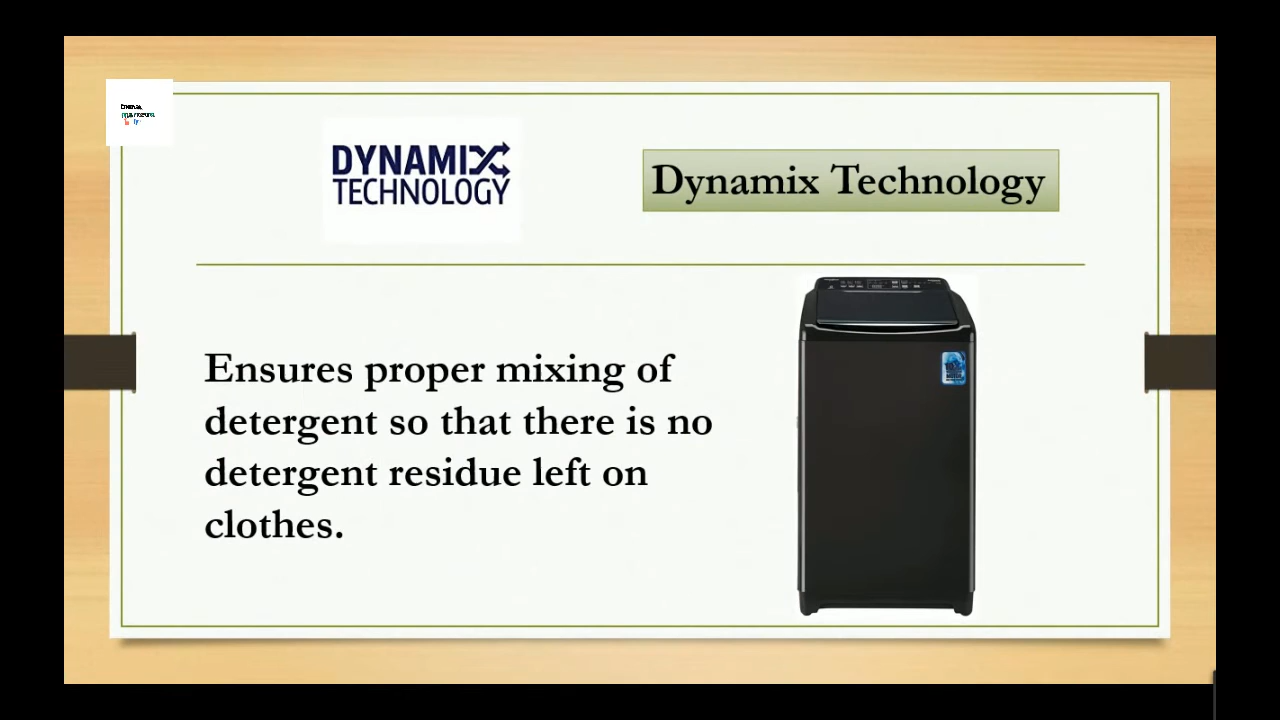 DYNAMIX
TECHNOLOGY
Dynamix Technology
Ensures proper mixing of
detergent so that there is no
detergent residue left on
clothes.